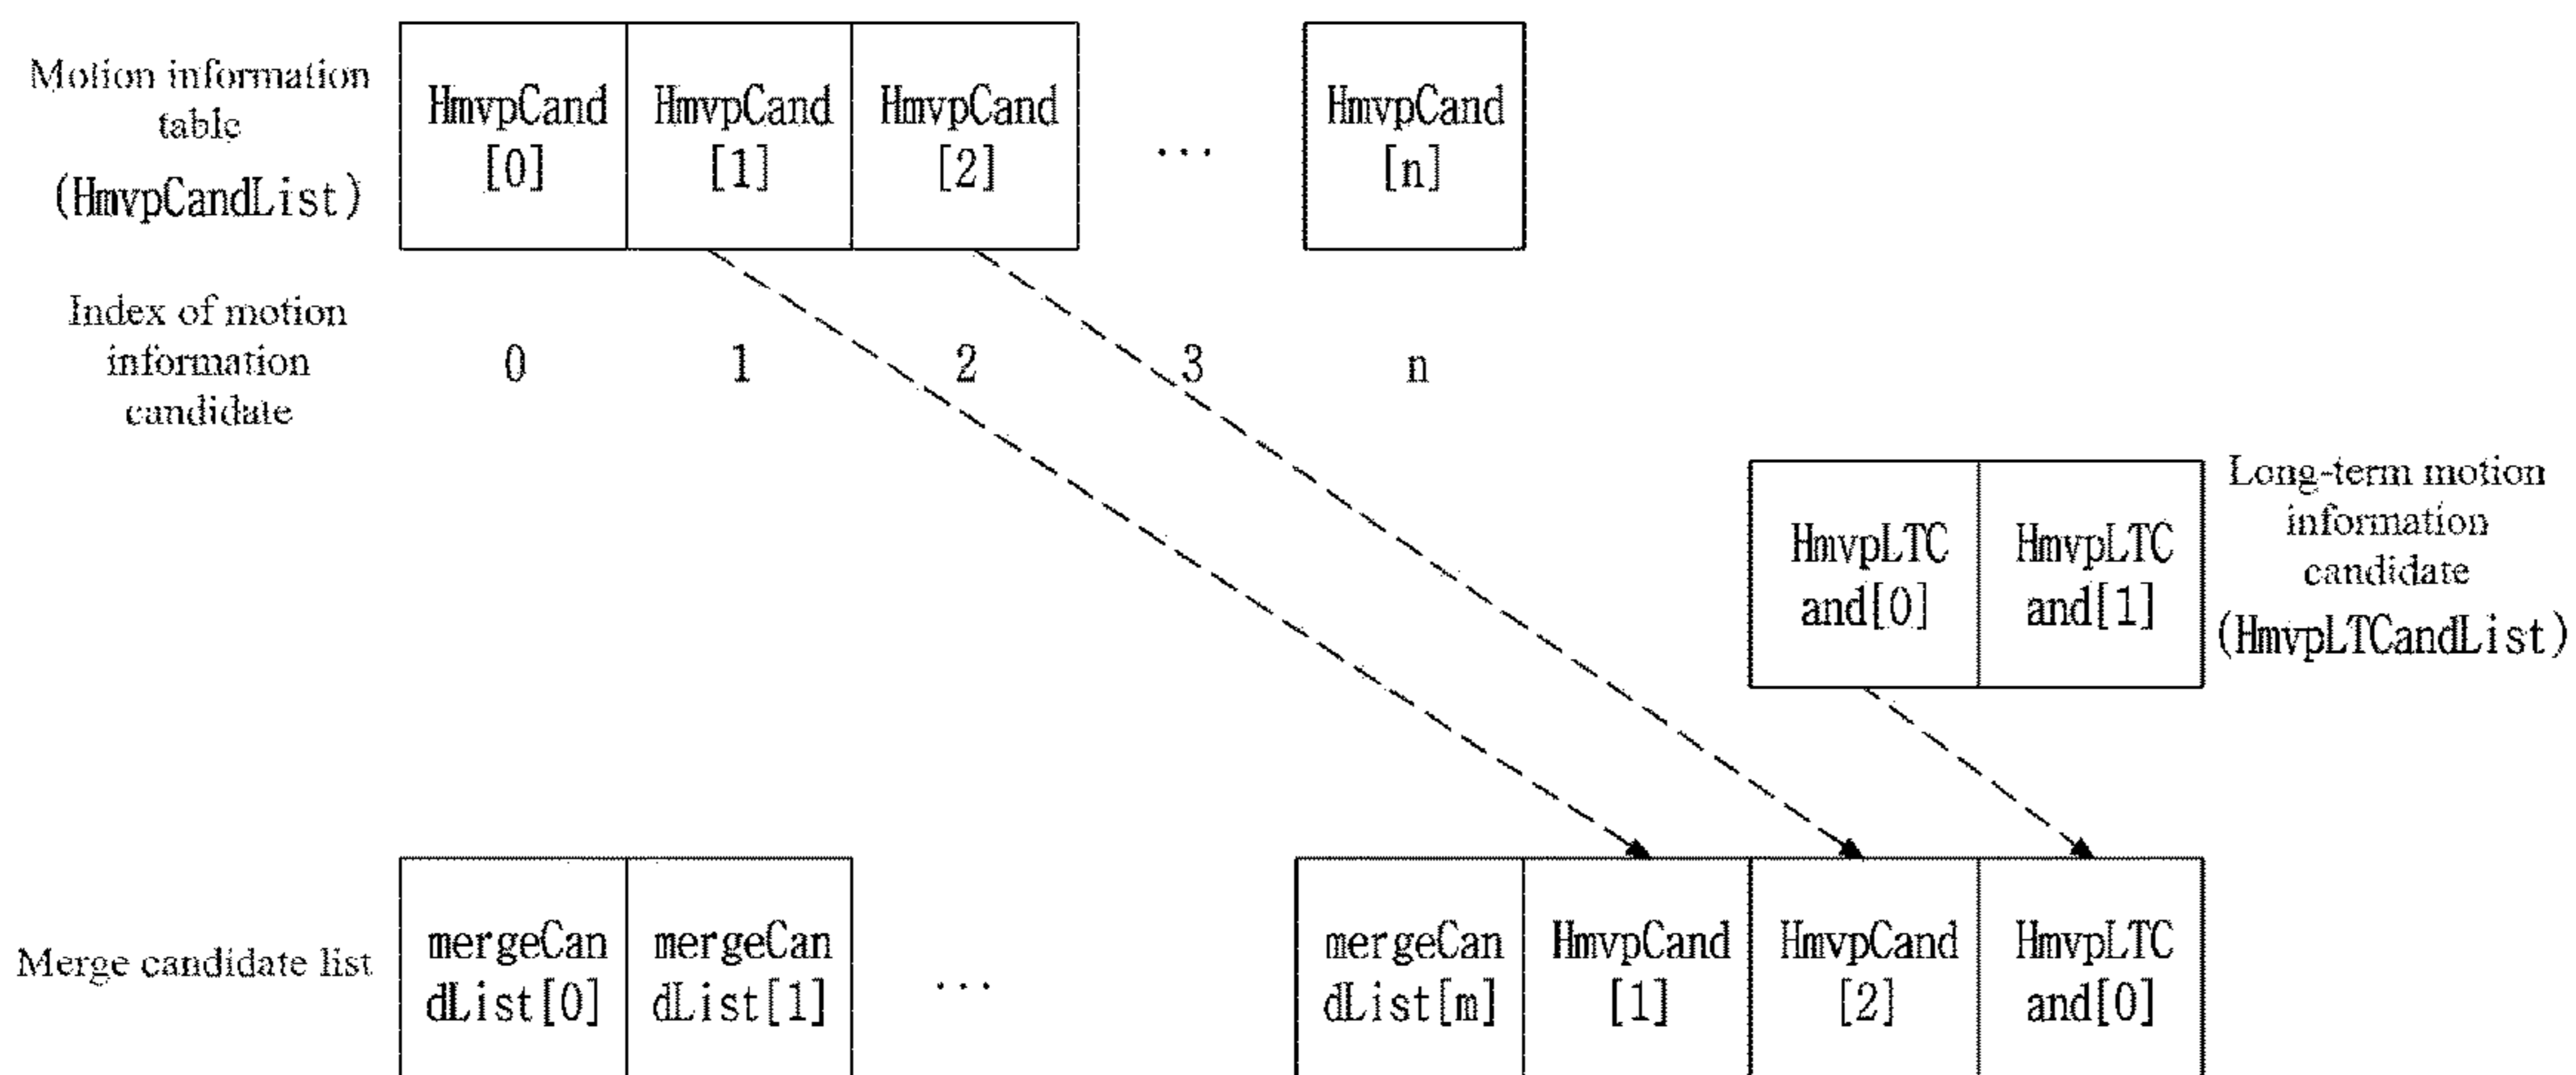 Motion information
table
(HmvpCandList)
HmvpCand
[0]
HmvpCand
[1]
HmvpCand
[2]
...
HmvpCand
[n]
Index of motion
information
candidate
0
1
2
3
n
HmvpLTC
and[0]
HmvpLTC
and[1]
Long-term motion
information
candidate
(HmvpLTCandList)
Merge candidate list
mergeCan
dList[0]
mergeCan
dList[1]
...
mergeCan
dList[m]
HmvpCand
[1]
HmvpCand
[2]
HmvpLTC
and[0]